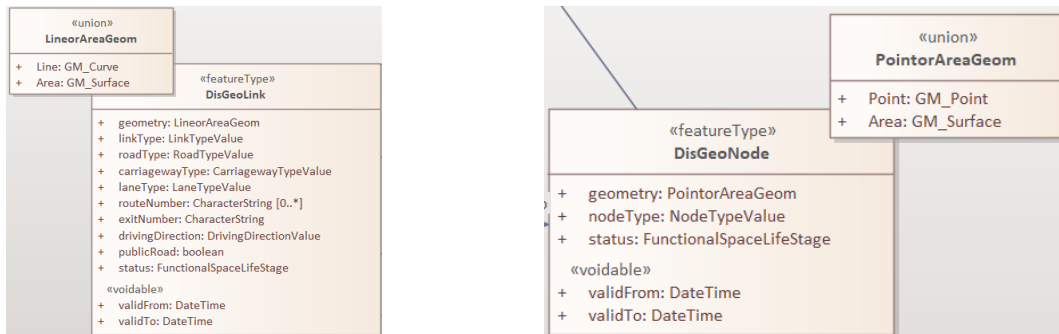 «union»
LineorAreaGeom
+ Line: GM_Curve
+ Area: GM_Surface
«featureType»
DisGeoLink
+ geometry: LineorAreaGeom
+ linkType: LinkTypeValue
+ roadType: RoadTypeValue
+ carriagewayType: CarriagewayTypeValue
+ laneType: LaneTypeValue
+ routeNumber: CharacterString [0..*]
+ exitNumber: CharacterString
+ drivingDirection: DrivingDirectionValue
+ publicRoad: boolean
+ status: FunctionalSpaceLifeStage
«voidable»
+ validFrom: DateTime
+ validTo: DateTime
«union»
PointorAreaGeom
+ Point: GM_Point
+ Area: GM_Surface
«featureType»
DisGeoNode
+ geometry: PointorAreaGeom
+ nodeType: NodeTypeValue
+ status: FunctionalSpaceLifeStage
«voidable»
+ validFrom: DateTime
+ validTo: DateTime